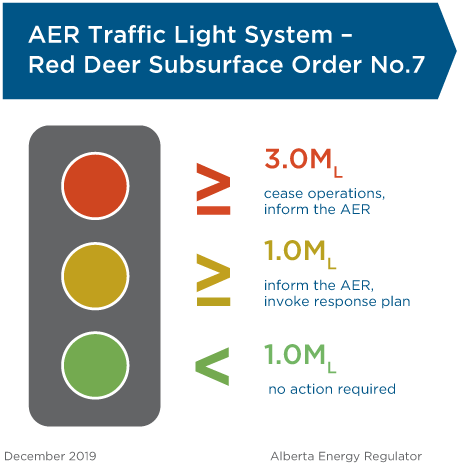 AER Traffic Light System –
Red Deer Subsurface Order No.7
≥ 3.0ML
cease operations,
inform the AER
≥ 1.0ML
inform the AER,
invoke response plan
< 1.0ML
no action required
December 2019
Alberta Energy Regulator